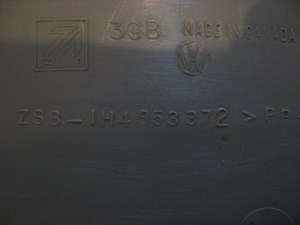 3GB MADE IN CANADA
ZSB-1H4 853 372 > PP